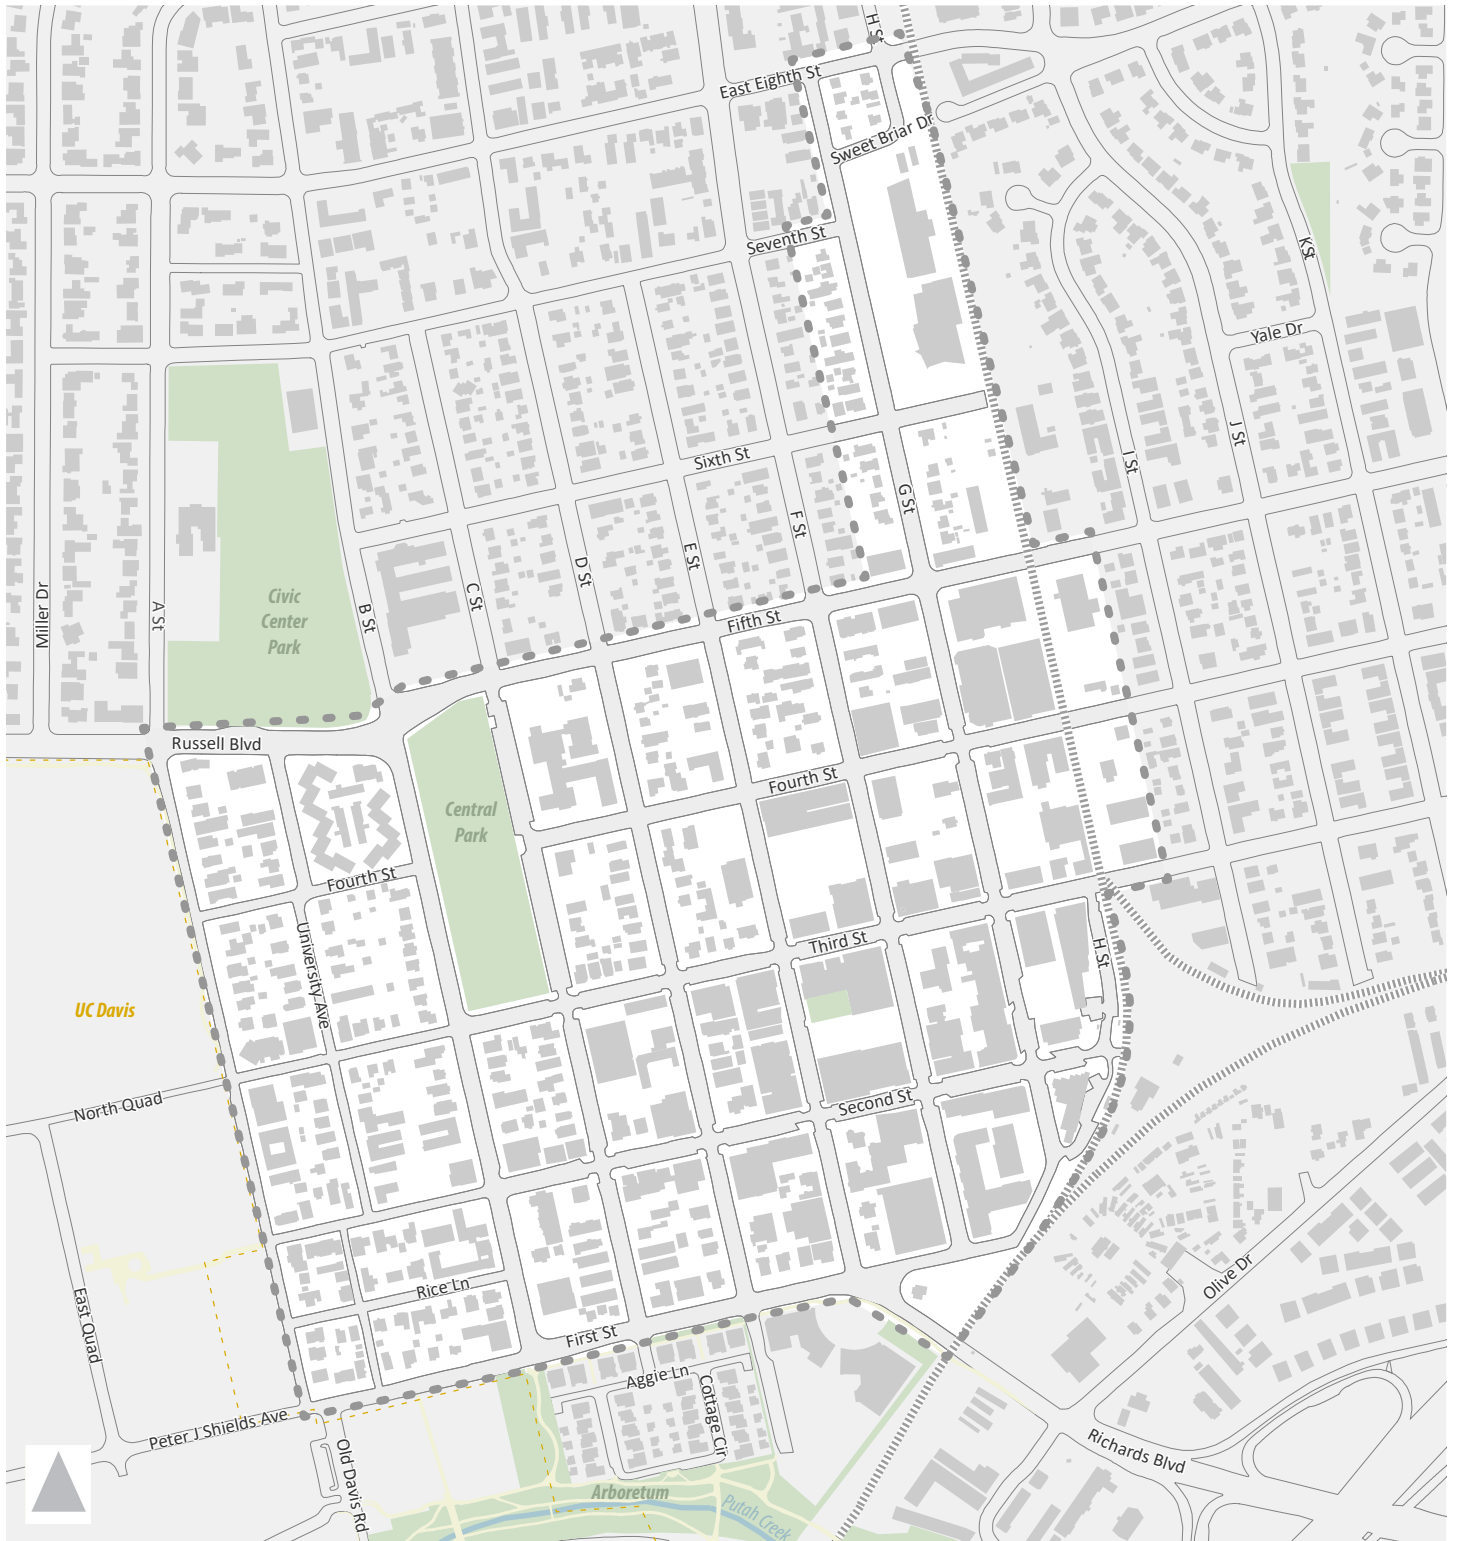 H St
East Eighth St
Sweet Briar Dr
Seventh St
K St
Yale Dr
J St
I St
Sixth St
G St
F St
E St
D St
C St
B St
A St
Miller Dr
Civic
Center
Park
Fifth St
Russell Blvd
Fourth St
Central
Park
Fourth St
University Ave
Third St
H St
UC Davis
North Quad
Second St
East Quad
Rice Ln
Olive Dr
First St
Aggie Ln
Cottage Cir
Peter J Shields Ave
Old Davis Rd
Richards Blvd
Arboretum
Putah Creek